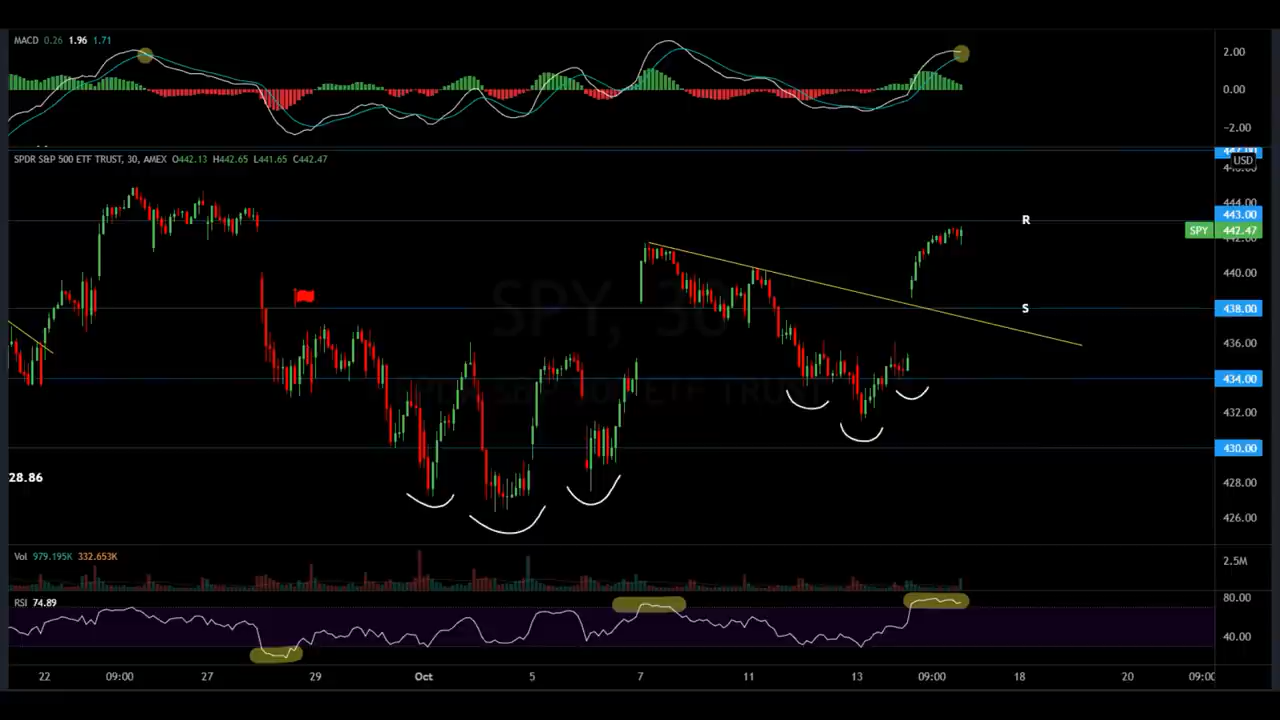 MACD 0.26 1.96 1.71
2.00
0.00
-2.00
SPDR S&P 500 ETF TRUST, 30, AMEX O442.13 H442.65 L441.65 C442.47
USD
444.00
443.00
R
SPY 442.47
442.00
440.00
SPY, 30
438.00
S
436.00
434.00
432.00
430.00
28.86
428.00
426.00
Vol 979.195K 332.653K
2.5M
RSI 74.89
80.00
40.00
22 09:00 27 29 Oct 5 7 11 13 09:00 18 20 09:00